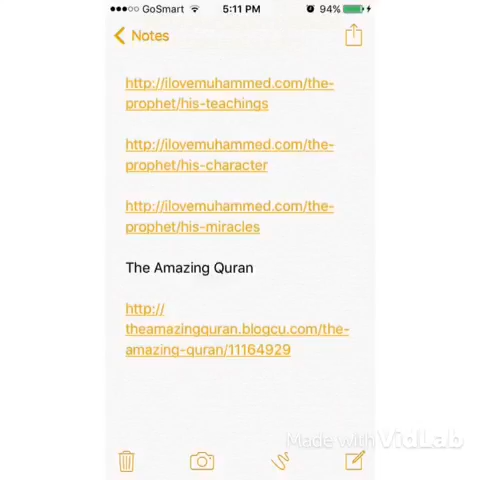 GoSmart 5:11 PM 94%
Notes
http://ilovemuhammed.com/the-
prophet/his-teachings
http://ilovemuhammed.com/the-
prophet/his-character
http://ilovemuhammed.com/the-
prophet/his-miracles
The Amazing Quran
http://
theamazingquran.blogcu.com/the-
amazing-quran/11164929
Made with VidLab